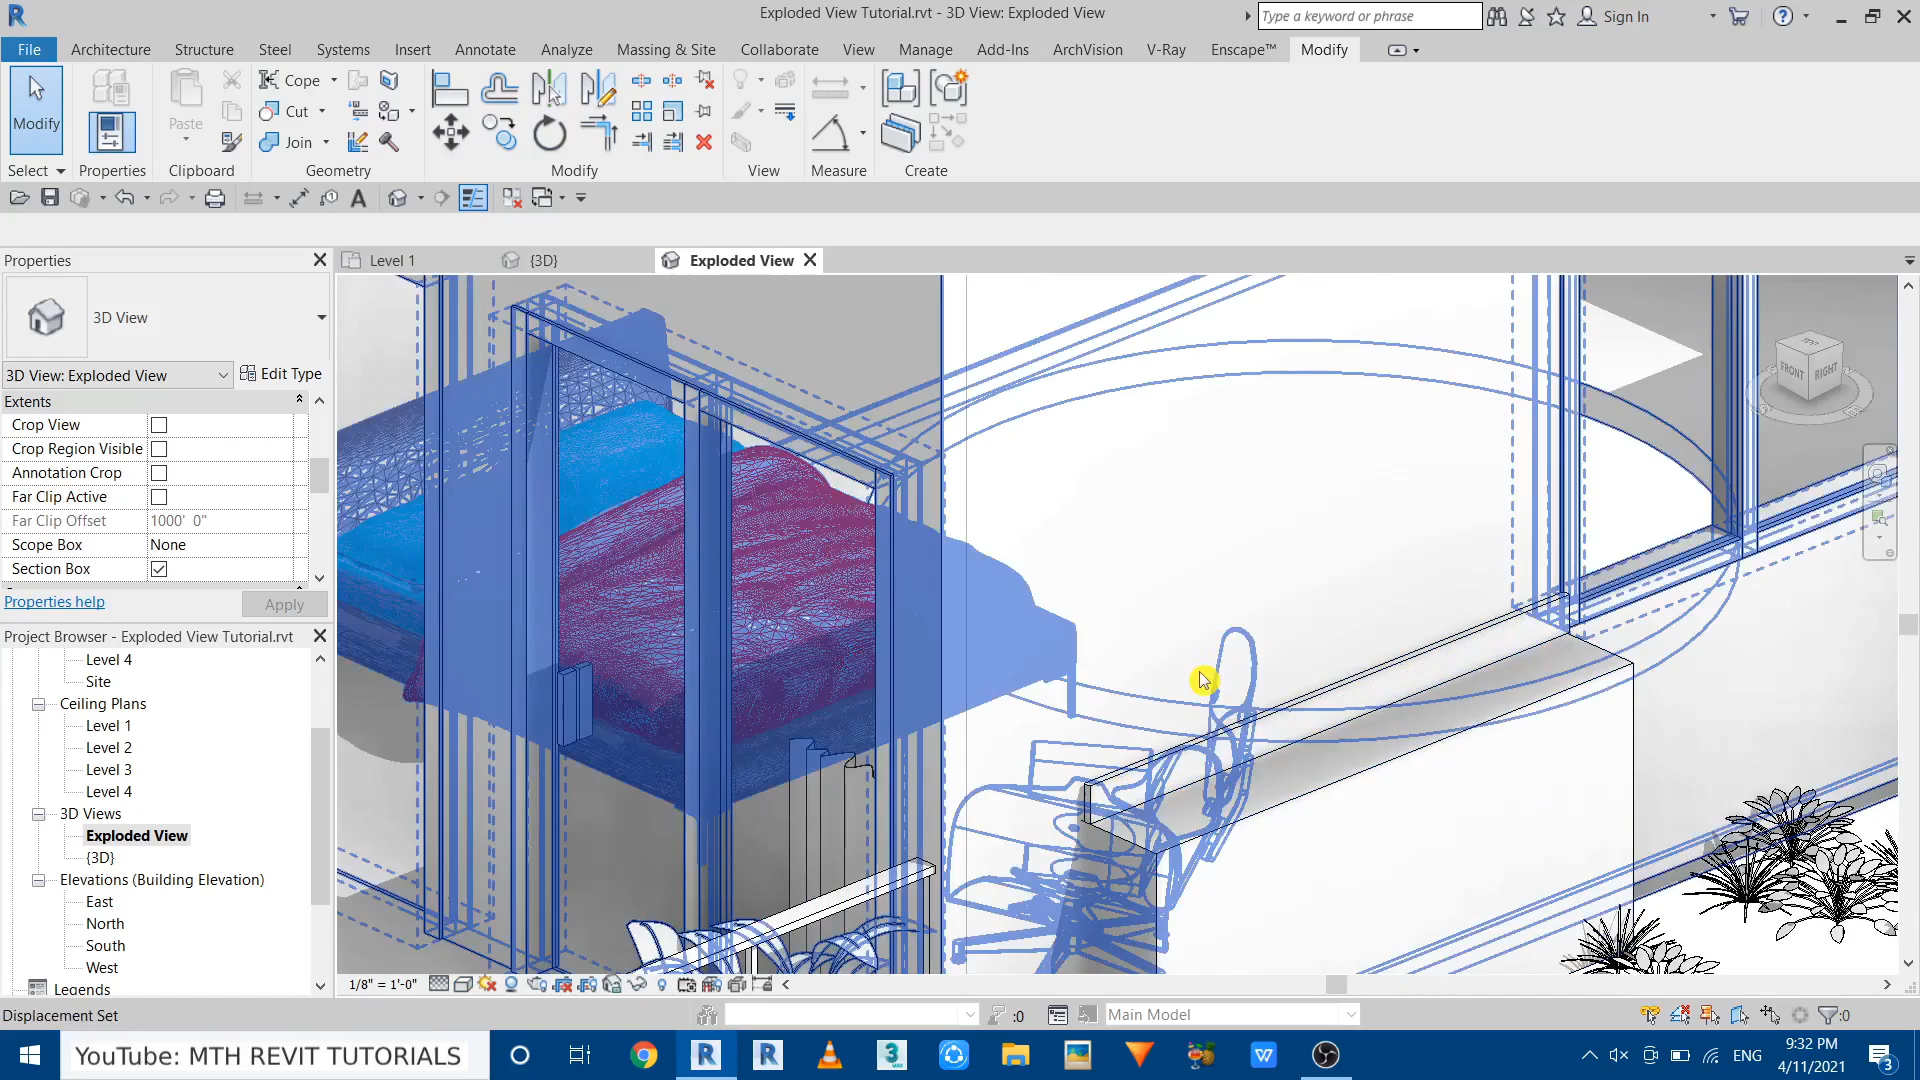 Exploded View Tutorial.rvt - 3D View: Exploded View
Type a keyword or phrase
Sign In
File Architecture Structure Steel Systems Insert Annotate Analyze Massing & Site Collaborate View Manage Add-Ins ArchVision V-Ray Enscape™ Modify
Modify
Paste
Cope
Cut
Join
Select Properties Clipboard Geometry Modify View Measure Create
Properties
Level 1 {3D} Exploded View
3D View
3D View: Exploded View Edit Type
Extents
Crop View
Crop Region Visible
Annotation Crop
Far Clip Active
Far Clip Offset 1000' 0"
Scope Box None
Section Box
Properties help Apply
Project Browser - Exploded View Tutorial.rvt
Level 4
Site
Ceiling Plans
Level 1
Level 2
Level 3
Level 4
3D Views
Exploded View
{3D}
Elevations (Building Elevation)
East
North
South
West
Legends
TOP
FRONT RIGHT
1/8" = 1'-0"
Displacement Set :0 Main Model :0
YouTube: MTH REVIT TUTORIALS
ENG
9:32 PM
4/11/2021
3